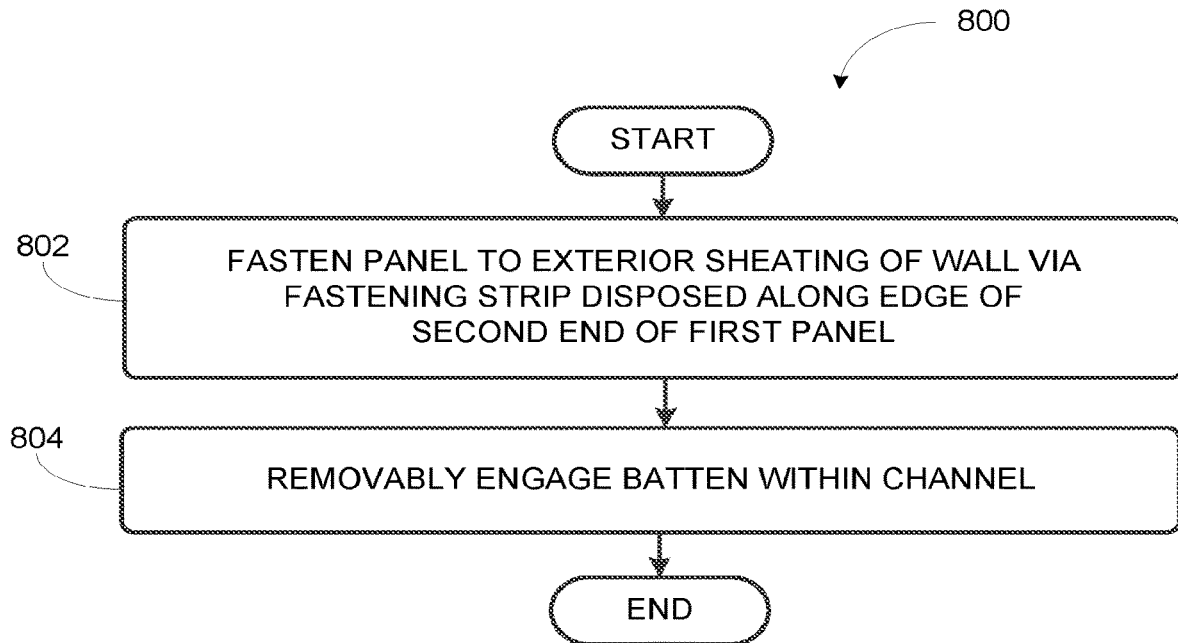 800
START
802
FASTEN PANEL TO EXTERIOR SHEATING OF WALL VIA
FASTENING STRIP DISPOSED ALONG EDGE OF
SECOND END OF FIRST PANEL
804
REMOVABLY ENGAGE BATTEN WITHIN CHANNEL
END